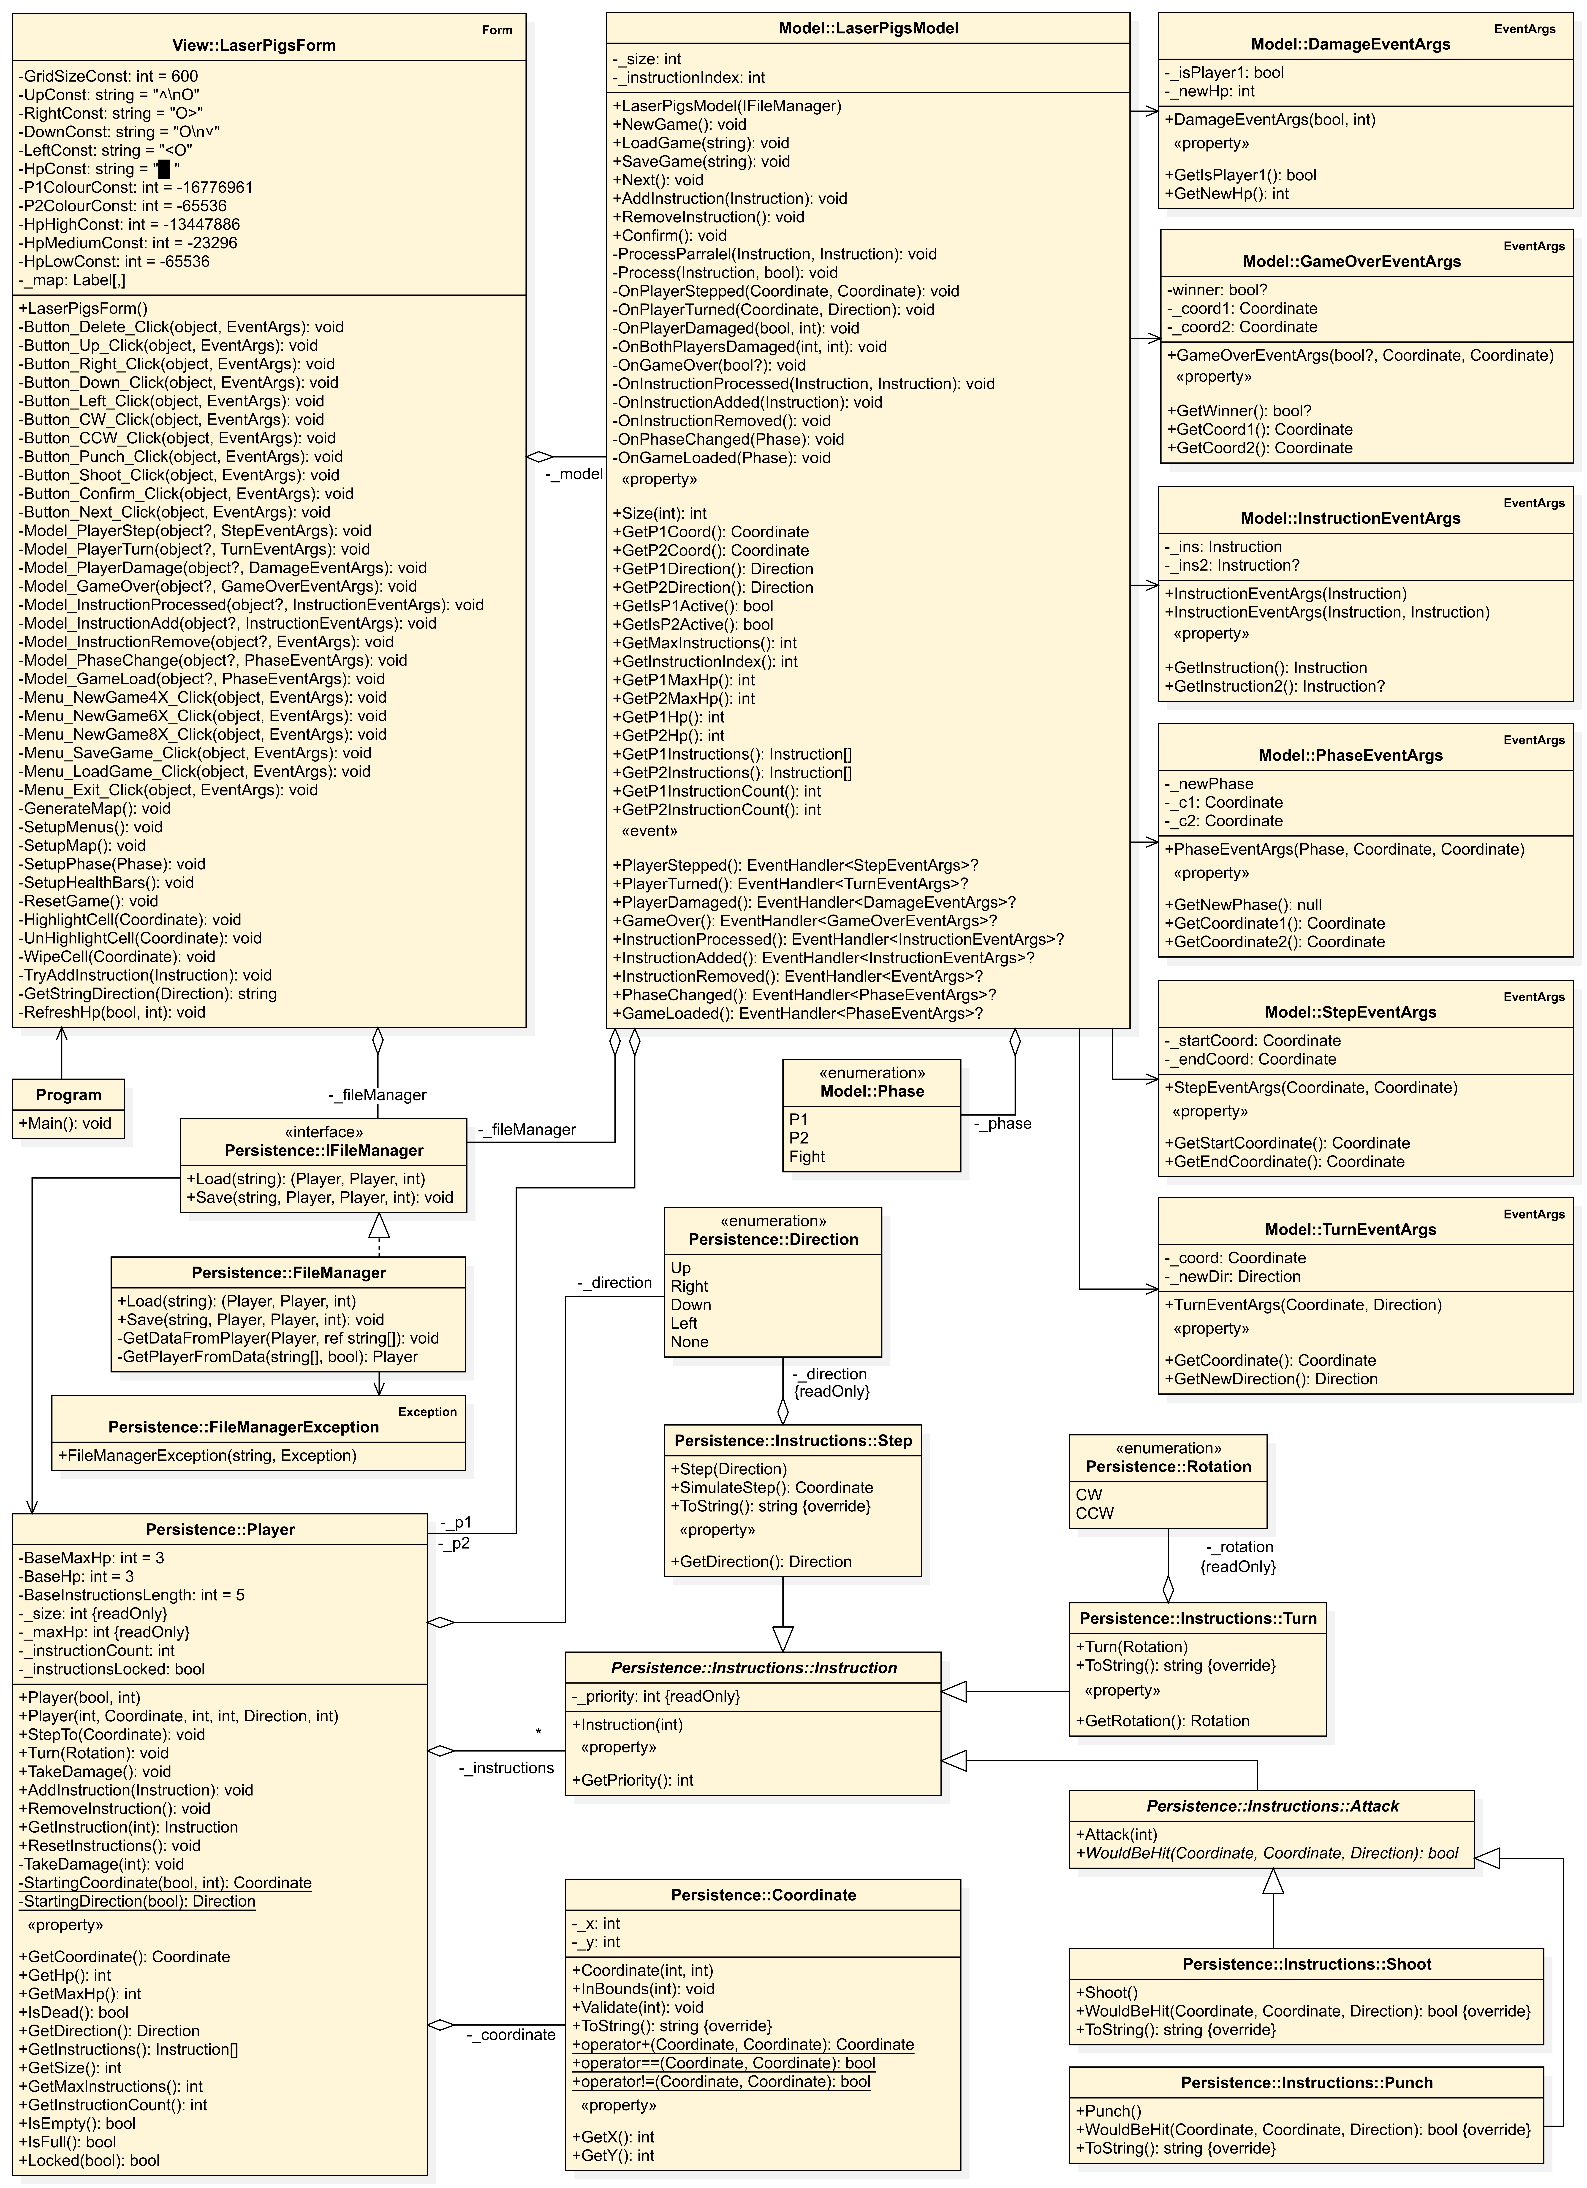 Form
View::LaserPigsForm
-GridSizeConst: int = 600
-UpConst: string = "^\nO"
-RightConst: string = "O>"
-DownConst: string = "O\nv"
-LeftConst: string = "<O"
-HpConst: string = "█ "
-P1ColourConst: int = -16776961
-P2ColourConst: int = -65536
-HpHighConst: int = -13447886
-HpMediumConst: int = -23296
-HpLowConst: int = -65536
-_map: Label[,]
+LaserPigsForm()
-Button_Delete_Click(object, EventArgs): void
-Button_Up_Click(object, EventArgs): void
-Button_Right_Click(object, EventArgs): void
-Button_Down_Click(object, EventArgs): void
-Button_Left_Click(object, EventArgs): void
-Button_CW_Click(object, EventArgs): void
-Button_CCW_Click(object, EventArgs): void
-Button_Punch_Click(object, EventArgs): void
-Button_Shoot_Click(object, EventArgs): void
-Button_Confirm_Click(object, EventArgs): void
-Button_Next_Click(object, EventArgs): void
-Model_PlayerStep(object?, StepEventArgs): void
-Model_PlayerTurn(object?, TurnEventArgs): void
-Model_PlayerDamage(object?, DamageEventArgs): void
-Model_GameOver(object?, GameOverEventArgs): void
-Model_InstructionProcessed(object?, InstructionEventArgs): void
-Model_InstructionAdd(object?, InstructionEventArgs): void
-Model_InstructionRemove(object?, EventArgs): void
-Model_PhaseChange(object?, PhaseEventArgs): void
-Model_GameLoad(object?, PhaseEventArgs): void
-Menu_NewGame4X_Click(object, EventArgs): void
-Menu_NewGame6X_Click(object, EventArgs): void
-Menu_NewGame8X_Click(object, EventArgs): void
-Menu_SaveGame_Click(object, EventArgs): void
-Menu_LoadGame_Click(object, EventArgs): void
-Menu_Exit_Click(object, EventArgs): void
-GenerateMap(): void
-SetupMenus(): void
-SetupMap(): void
-SetupPhase(Phase): void
-SetupHealthBars(): void
-ResetGame(): void
-HighlightCell(Coordinate): void
-UnHighlightCell(Coordinate): void
-WipeCell(Coordinate): void
-TryAddInstruction(Instruction): void
-GetStringDirection(Direction): string
-RefreshHp(bool, int): void
-_model
Model::LaserPigsModel
-_size: int
-_instructionIndex: int
+LaserPigsModel(IFileManager)
+NewGame(): void
+LoadGame(string): void
+SaveGame(string): void
+Next(): void
+AddInstruction(Instruction): void
+RemoveInstruction(): void
+Confirm(): void
-ProcessParralel(Instruction, Instruction): void
-Process(Instruction, bool): void
-OnPlayerStepped(Coordinate, Coordinate): void
-OnPlayerTurned(Coordinate, Direction): void
-OnPlayerDamaged(bool, int): void
-OnBothPlayersDamaged(int, int): void
-OnGameOver(bool?): void
-OnInstructionProcessed(Instruction, Instruction): void
-OnInstructionAdded(Instruction): void
-OnInstructionRemoved(): void
-OnPhaseChanged(Phase): void
-OnGameLoaded(Phase): void
«property»
+Size(int): int
+GetP1Coord(): Coordinate
+GetP2Coord(): Coordinate
+GetP1Direction(): Direction
+GetP2Direction(): Direction
+GetIsP1Active(): bool
+GetIsP2Active(): bool
+GetMaxInstructions(): int
+GetInstructionIndex(): int
+GetP1MaxHp(): int
+GetP2MaxHp(): int
+GetP1Hp(): int
+GetP2Hp(): int
+GetP1Instructions(): Instruction[]
+GetP2Instructions(): Instruction[]
+GetP1InstructionCount(): int
+GetP2InstructionCount(): int
«event»
+PlayerStepped(): EventHandler<StepEventArgs>?
+PlayerTurned(): EventHandler<TurnEventArgs>?
+PlayerDamaged(): EventHandler<DamageEventArgs>?
+GameOver(): EventHandler<GameOverEventArgs>?
+InstructionProcessed(): EventHandler<InstructionEventArgs>?
+InstructionAdded(): EventHandler<InstructionEventArgs>?
+InstructionRemoved(): EventHandler<EventArgs>?
+PhaseChanged(): EventHandler<PhaseEventArgs>?
+GameLoaded(): EventHandler<PhaseEventArgs>?
EventArgs
Model::DamageEventArgs
-_isPlayer1: bool
-_newHp: int
+DamageEventArgs(bool, int)
«property»
+GetIsPlayer1(): bool
+GetNewHp(): int
EventArgs
Model::GameOverEventArgs
-winner: bool?
-_coord1: Coordinate
-_coord2: Coordinate
+GameOverEventArgs(bool?, Coordinate, Coordinate)
«property»
+GetWinner(): bool?
+GetCoord1(): Coordinate
+GetCoord2(): Coordinate
EventArgs
Model::InstructionEventArgs
-_ins: Instruction
-_ins2: Instruction?
+InstructionEventArgs(Instruction)
+InstructionEventArgs(Instruction, Instruction)
«property»
+GetInstruction(): Instruction
+GetInstruction2(): Instruction?
EventArgs
Model::PhaseEventArgs
-_newPhase
-_c1: Coordinate
-_c2: Coordinate
+PhaseEventArgs(Phase, Coordinate, Coordinate)
«property»
+GetNewPhase(): null
+GetCoordinate1(): Coordinate
+GetCoordinate2(): Coordinate
EventArgs
Model::StepEventArgs
-_startCoord: Coordinate
-_endCoord: Coordinate
+StepEventArgs(Coordinate, Coordinate)
«property»
+GetStartCoordinate(): Coordinate
+GetEndCoordinate(): Coordinate
EventArgs
Model::TurnEventArgs
-_coord: Coordinate
-_newDir: Direction
+TurnEventArgs(Coordinate, Direction)
«property»
+GetCoordinate(): Coordinate
+GetNewDirection(): Direction
Program
+Main(): void
-_fileManager
«interface»
Persistence::IFileManager
+Load(string): (Player, Player, int)
+Save(string, Player, Player, int): void
-_fileManager
«enumeration»
Model::Phase
P1
P2
Fight
-_phase
Persistence::FileManager
+Load(string): (Player, Player, int)
+Save(string, Player, Player, int): void
-GetDataFromPlayer(Player, ref string[]): void
-GetPlayerFromData(string[], bool): Player
Exception
Persistence::FileManagerException
+FileManagerException(string, Exception)
«enumeration»
Persistence::Direction
Up
Right
Down
Left
None
-_direction
-_direction
{readOnly}
Persistence::Instructions::Step
+Step(Direction)
+SimulateStep(): Coordinate
+ToString(): string {override}
«property»
+GetDirection(): Direction
«enumeration»
Persistence::Rotation
CW
CCW
-_rotation
{readOnly}
Persistence::Instructions::Turn
+Turn(Rotation)
+ToString(): string {override}
«property»
+GetRotation(): Rotation
Persistence::Player
-BaseMaxHp: int = 3
-BaseHp: int = 3
-BaseInstructionsLength: int = 5
-_size: int {readOnly}
-_maxHp: int {readOnly}
-_instructionCount: int
-_instructionsLocked: bool
+Player(bool, int)
+Player(int, Coordinate, int, int, Direction, int)
+StepTo(Coordinate): void
+Turn(Rotation): void
+TakeDamage(): void
+AddInstruction(Instruction): void
+RemoveInstruction(): void
+GetInstruction(int): Instruction
+ResetInstructions(): void
-TakeDamage(int): void
-StartingCoordinate(bool, int): Coordinate
-StartingDirection(bool): Direction
«property»
+GetCoordinate(): Coordinate
+GetHp(): int
+GetMaxHp(): int
+IsDead(): bool
+GetDirection(): Direction
+GetInstructions(): Instruction[]
+GetSize(): int
+GetMaxInstructions(): int
+GetInstructionCount(): int
+IsEmpty(): bool
+IsFull(): bool
+Locked(bool): bool
-_p1
-_p2
*
-_instructions
-_coordinate
Persistence::Instructions::Instruction
-_priority: int {readOnly}
+Instruction(int)
«property»
+GetPriority(): int
Persistence::Instructions::Attack
+Attack(int)
+WouldBeHit(Coordinate, Coordinate, Direction): bool
Persistence::Coordinate
-_x: int
-_y: int
+Coordinate(int, int)
+InBounds(int): void
+Validate(int): void
+ToString(): string {override}
+operator+(Coordinate, Coordinate): Coordinate
+operator==(Coordinate, Coordinate): bool
+operator!=(Coordinate, Coordinate): bool
«property»
+GetX(): int
+GetY(): int
Persistence::Instructions::Shoot
+Shoot()
+WouldBeHit(Coordinate, Coordinate, Direction): bool {override}
+ToString(): string {override}
Persistence::Instructions::Punch
+Punch()
+WouldBeHit(Coordinate, Coordinate, Direction): bool {override}
+ToString(): string {override}